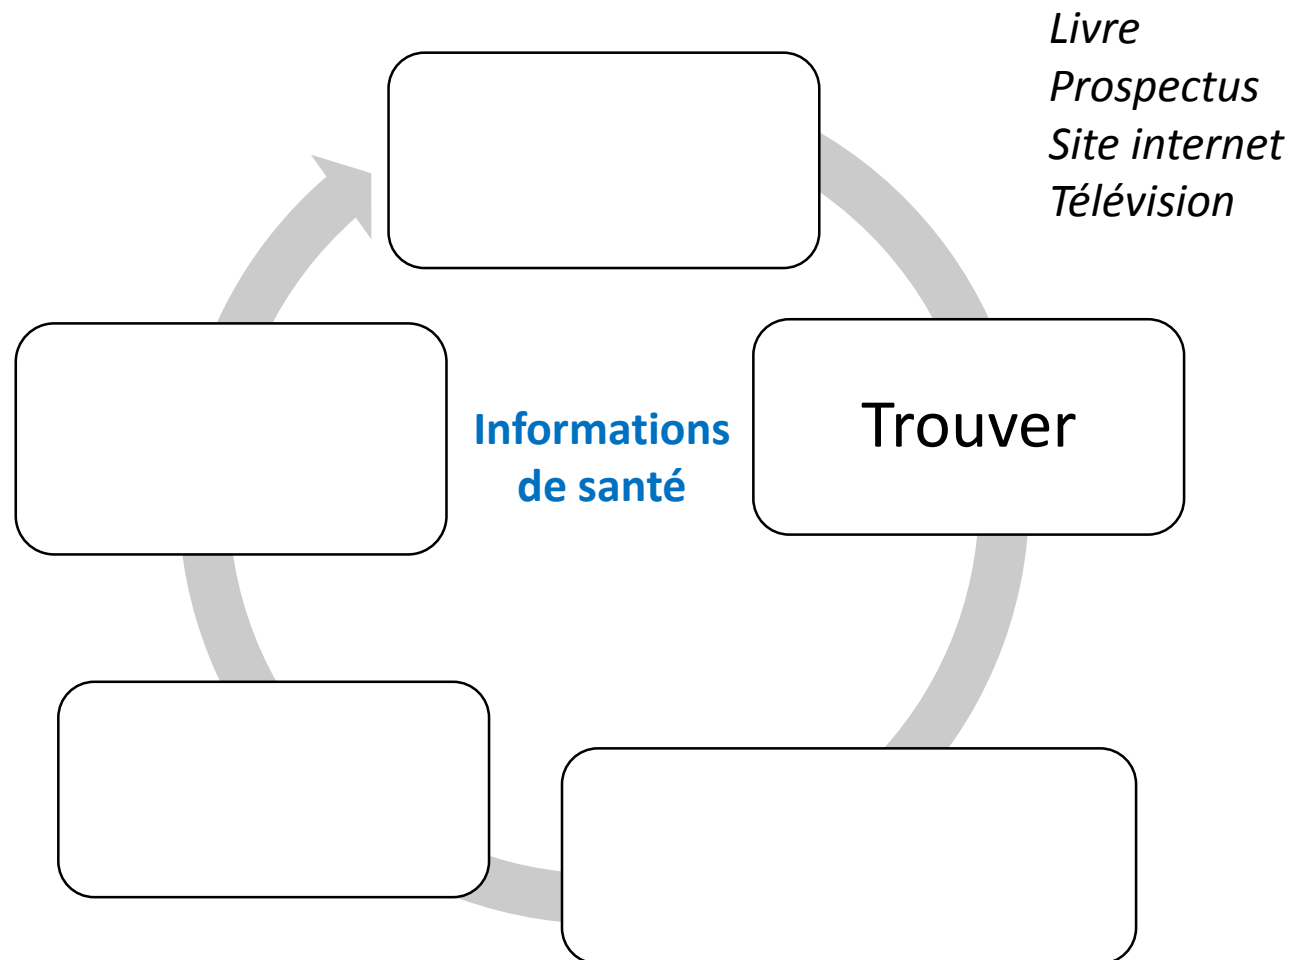 Livre
Prospectus
Site internet
Télévision
Trouver
Informations
de santé